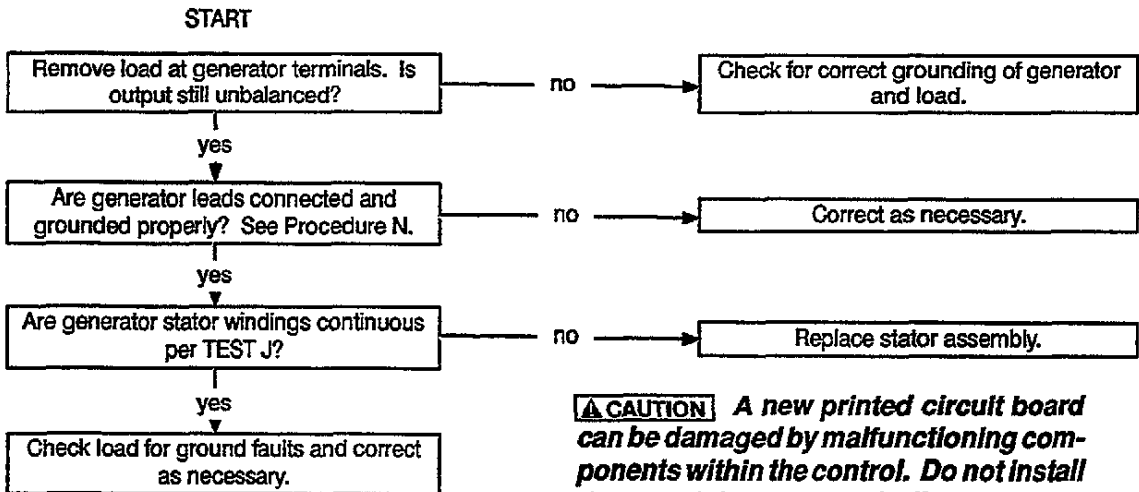 START
Remove load at generator terminals. Is
output still unbalanced?
no
Check for correct grounding of generator
and load.
yes
Are generator leads connected and
grounded properly? See Procedure N.
no
Correct as necessary.
yes
Are generator stator windings continuous
per TEST J?
no
Replace stator assembly.
yes
Check load for ground faults and correct
as necessary.
⚠ CAUTION A new printed circuit board
can be damaged by malfunctioning com-
ponents within the control. Do not install